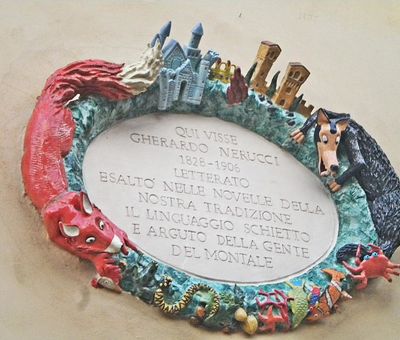 QUI VISSE
GHERARDO NERUCCI
1828-1906
LETTERATO
ESALTO' NELLE NOVELLE DELLA
NOSTRA TRADIZIONE
IL LINGUAGGIO SCHIETTO
E ARGUTO DELLA GENTE
DEL MONTALE